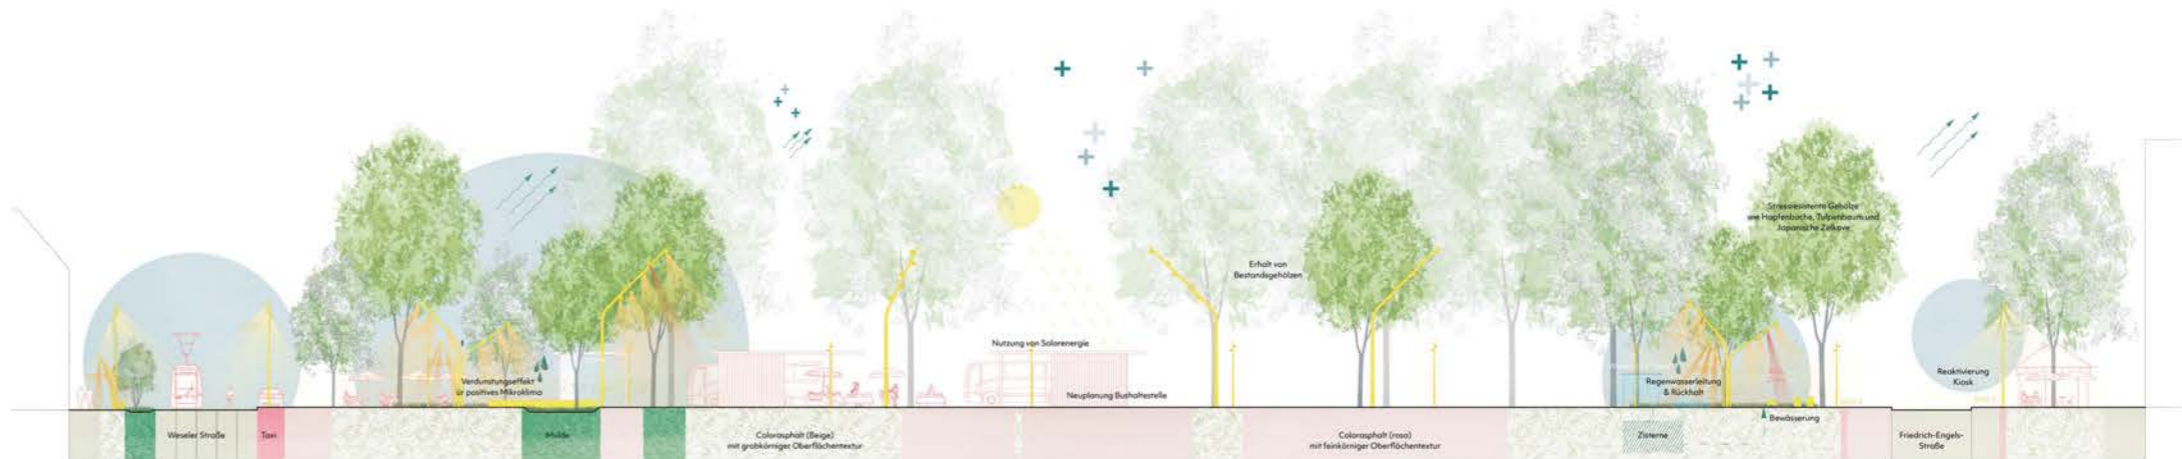 Stressresistente Gehölze
wie Hopfenbuche, Tulpenbaum und
Japanische Zelkove
Erhalt von
Bestandsgehölzen
Nutzung von Solarenergie
Verdunstungseffekt
ür positives Mikroklima
Neuplanung Bushaltestelle
Regenwasserleitung
& Rückhalt
Reaktivierung
Kiosk
Bewässerung
Weseler Straße
Taxi
Mulde
Colorasphalt (Beige)
mit grobkörniger Oberflächentextur
Colorasphalt (rosa)
mit feinkörniger Oberflächentextur
Zisterne
Friedrich-Engels-
Straße